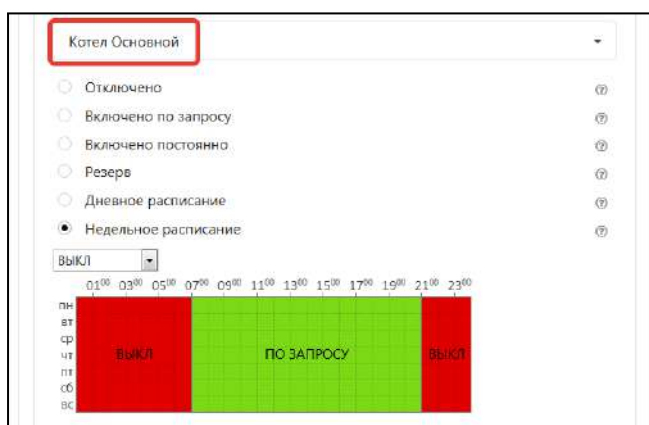 Котел Основной
Отключено
Включено по запросу
Включено постоянно
Резерв
Дневное расписание
Недельное расписание
ВЫКЛ
01⁰⁰ 03⁰⁰ 05⁰⁰ 07⁰⁰ 09⁰⁰ 11⁰⁰ 13⁰⁰ 15⁰⁰ 17⁰⁰ 19⁰⁰ 21⁰⁰ 23⁰⁰
пн
вт
ср
чт ВЫКЛ ПО ЗАПРОСУ ВЫКЛ
пт
сб
вс